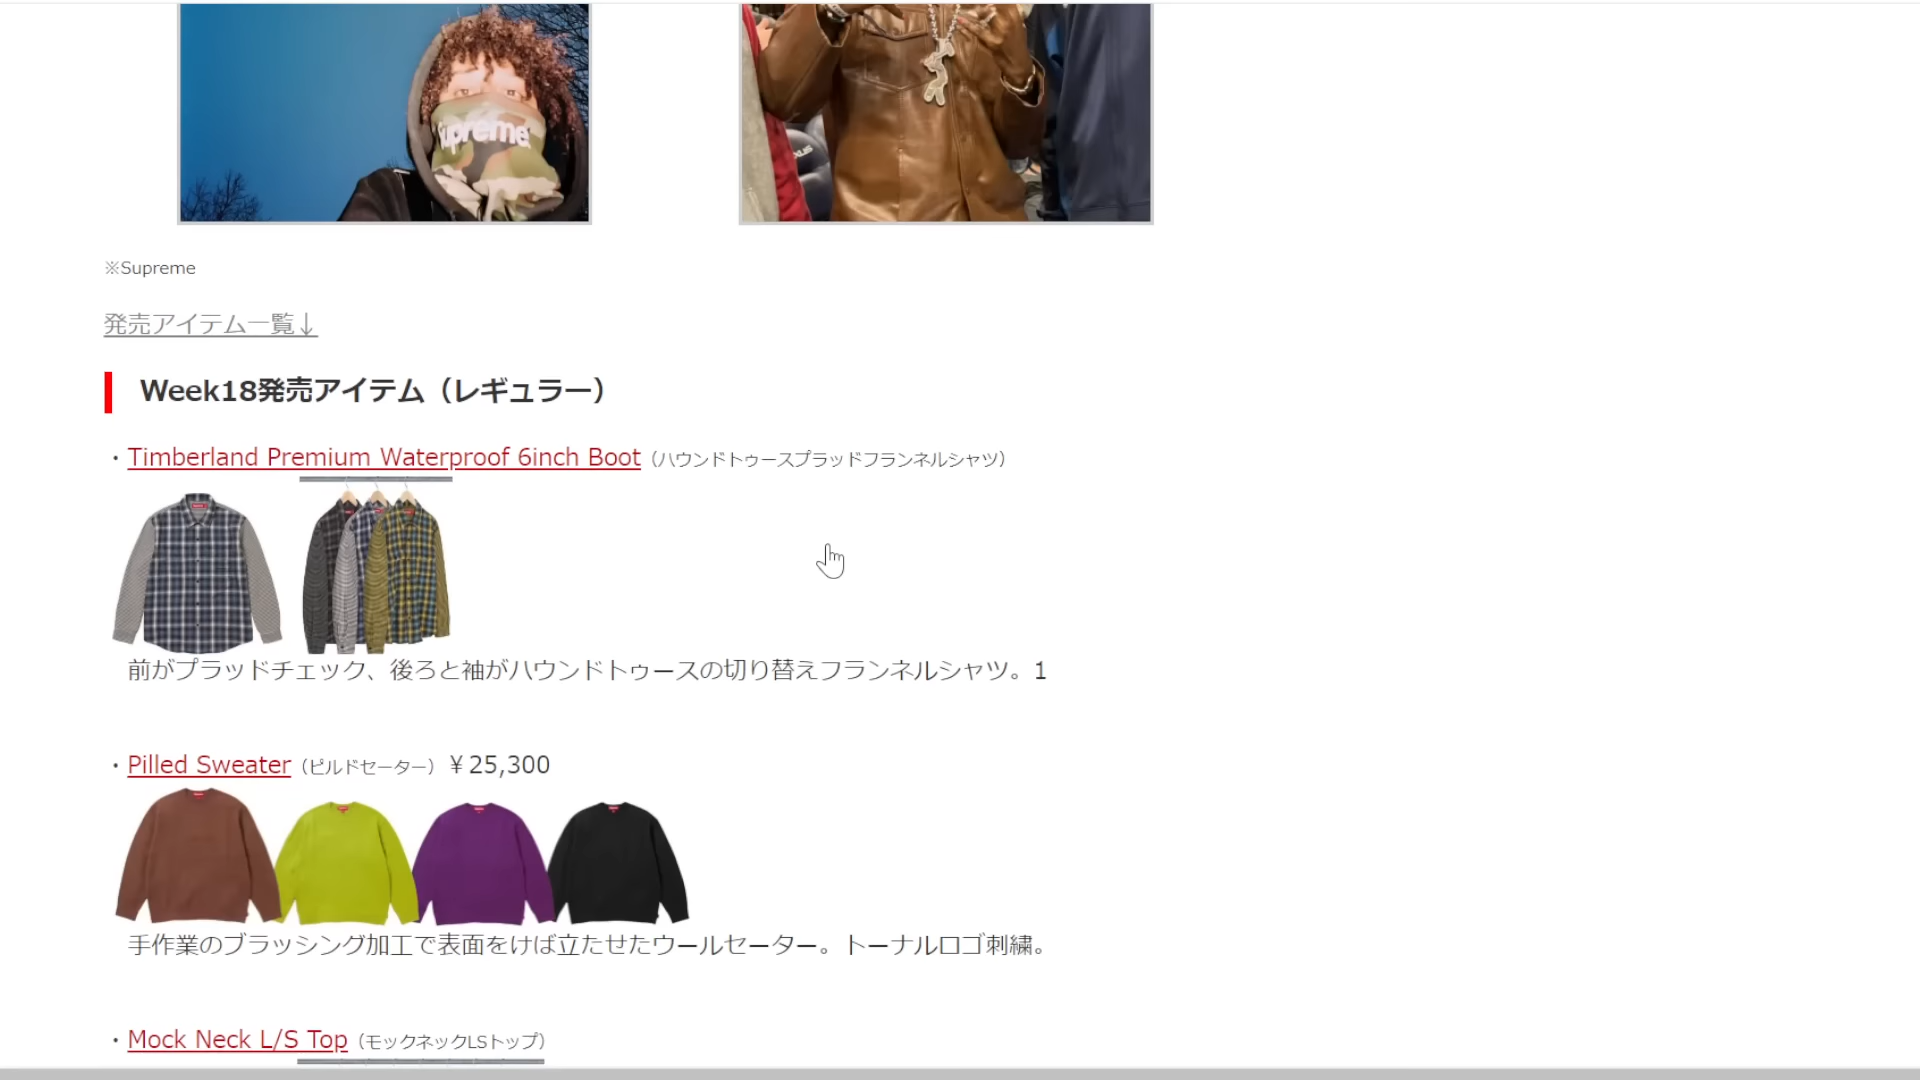 Supreme
※Supreme
発売アイテム一覧↓
Week18発売アイテム（レギュラー）
・Timberland Premium Waterproof 6inch Boot（ハウンドトゥースプラッドフランネルシャツ）
前がプラッドチェック、後ろと袖がハウンドトゥースの切り替えフランネルシャツ。1
・Pilled Sweater（ピルドセーター）￥25,300
手作業のブラッシング加工で表面をけば立たせたウールセーター。トーナルロゴ刺繍。
・Mock Neck L/S Top（モックネックLSトップ）